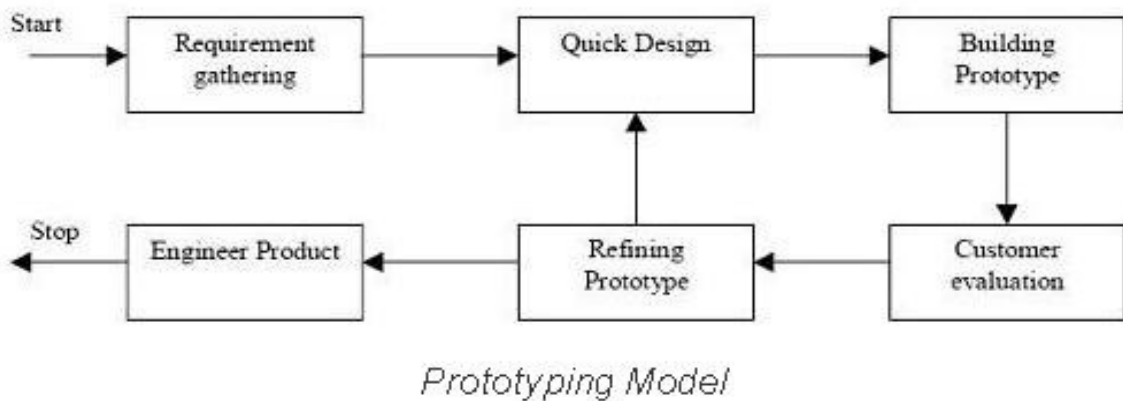 Start
Requirement
gathering
Quick Design
Building
Prototype
Stop
Engineer Product
Refining
Prototype
Customer
evaluation
Prototyping Model